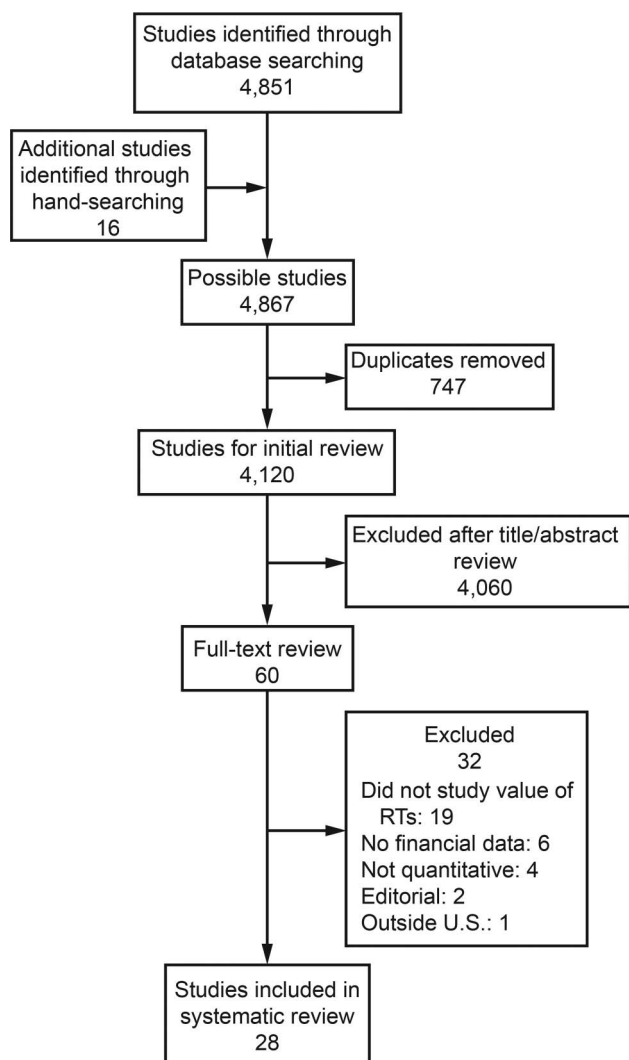 Studies identified through
database searching
4,851
Additional studies
identified through
hand-searching
16
Possible studies
4,867
Duplicates removed
747
Studies for initial review
4,120
Excluded after title/abstract
review
4,060
Full-text review
60
Excluded
32
Did not study value of
RTs: 19
No financial data: 6
Not quantitative: 4
Editorial: 2
Outside U.S.: 1
Studies included in
systematic review
28